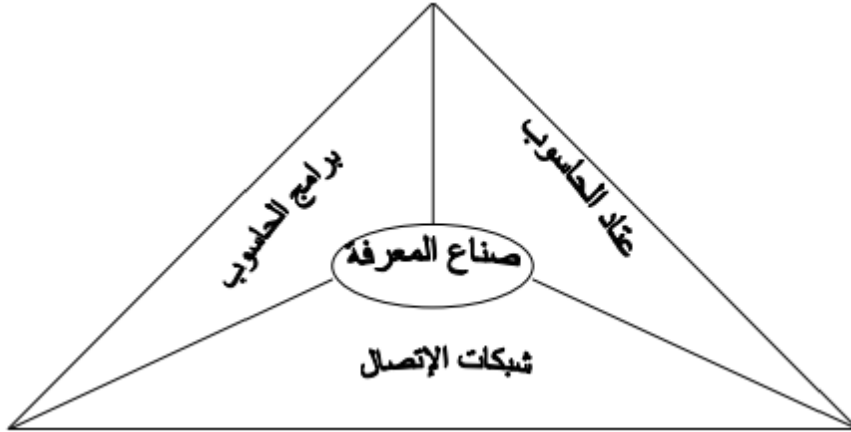 عتاد الحاسوب
برامج الحاسوب
صناع المعرفة
شبكات الإتصال